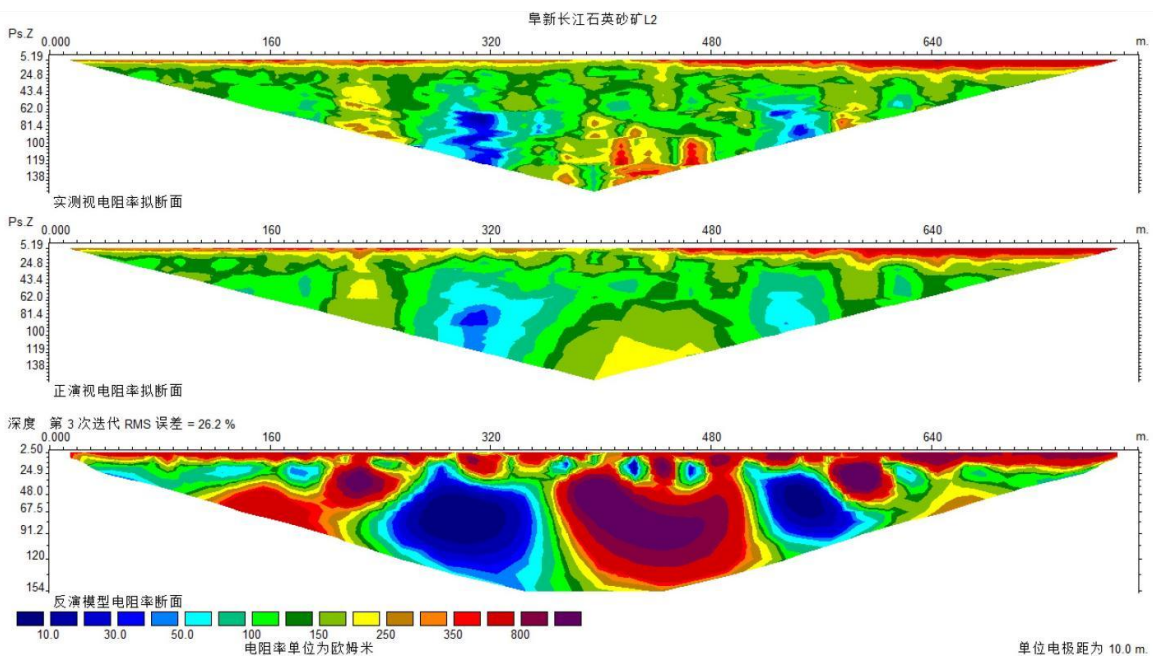 阜新长江石英砂矿L2
Ps.Z 0.000 160 320 480 640 m.
5.19
24.8
43.4
62.0
81.4
100
119
138
实测视电阻率拟断面
Ps.Z 0.000 160 320 480 640 m.
5.19
24.8
43.4
62.0
81.4
100
119
138
正演视电阻率拟断面
深度 第 3 次迭代 RMS 误差 = 26.2 %
0.000 160 320 480 640 m.
2.50
24.9
48.0
67.5
91.2
120
154
反演模型电阻率断面
10.0 30.0 50.0 100 150 250 350 800
电阻率单位为欧姆米 单位电极距为 10.0 m.